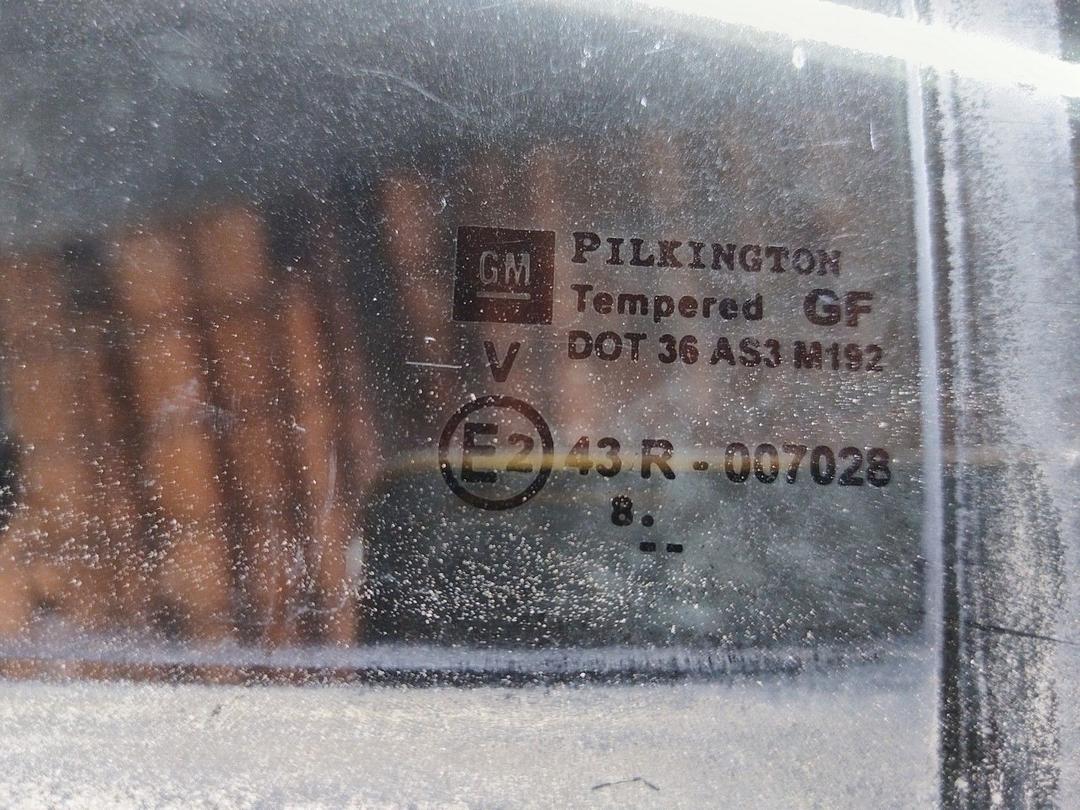 GM
PILKINGTON
Tempered GF
DOT 36 AS3 M192
V
E2 43 R - 007028
8.